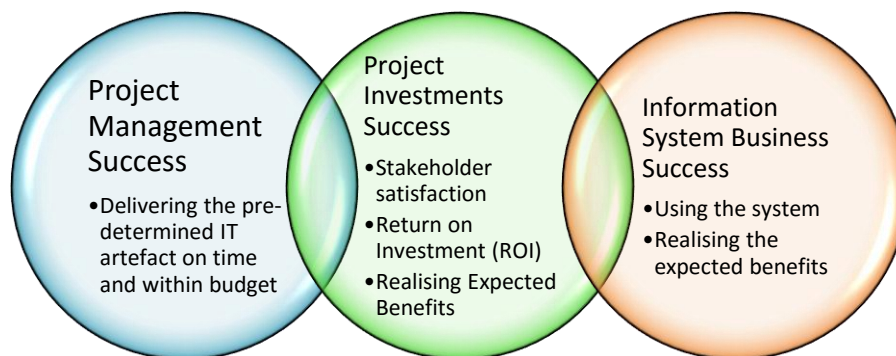 Project
Management
Success
•Delivering the pre-
determined IT
artefact on time
and within budget
Project
Investments
Success
•Stakeholder
satisfaction
•Return on
Investment (ROI)
•Realising Expected
Benefits
Information
System Business
Success
•Using the system
•Realising the
expected benefits